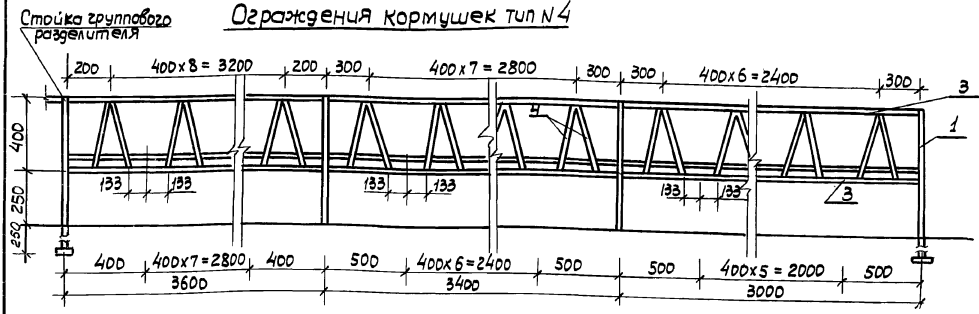 Ограждения кормушек тип N4
Стойка группового
разделителя
200 400x8=3200 200 300 400x7=2800 300 300 400x6=2400 300
3
1
400
4
133 133 133 133 133 133
3
250
250
400 400x7=2800 400 500 400x6=2400 500 500 400x5=2000 500
3600 3400 3000